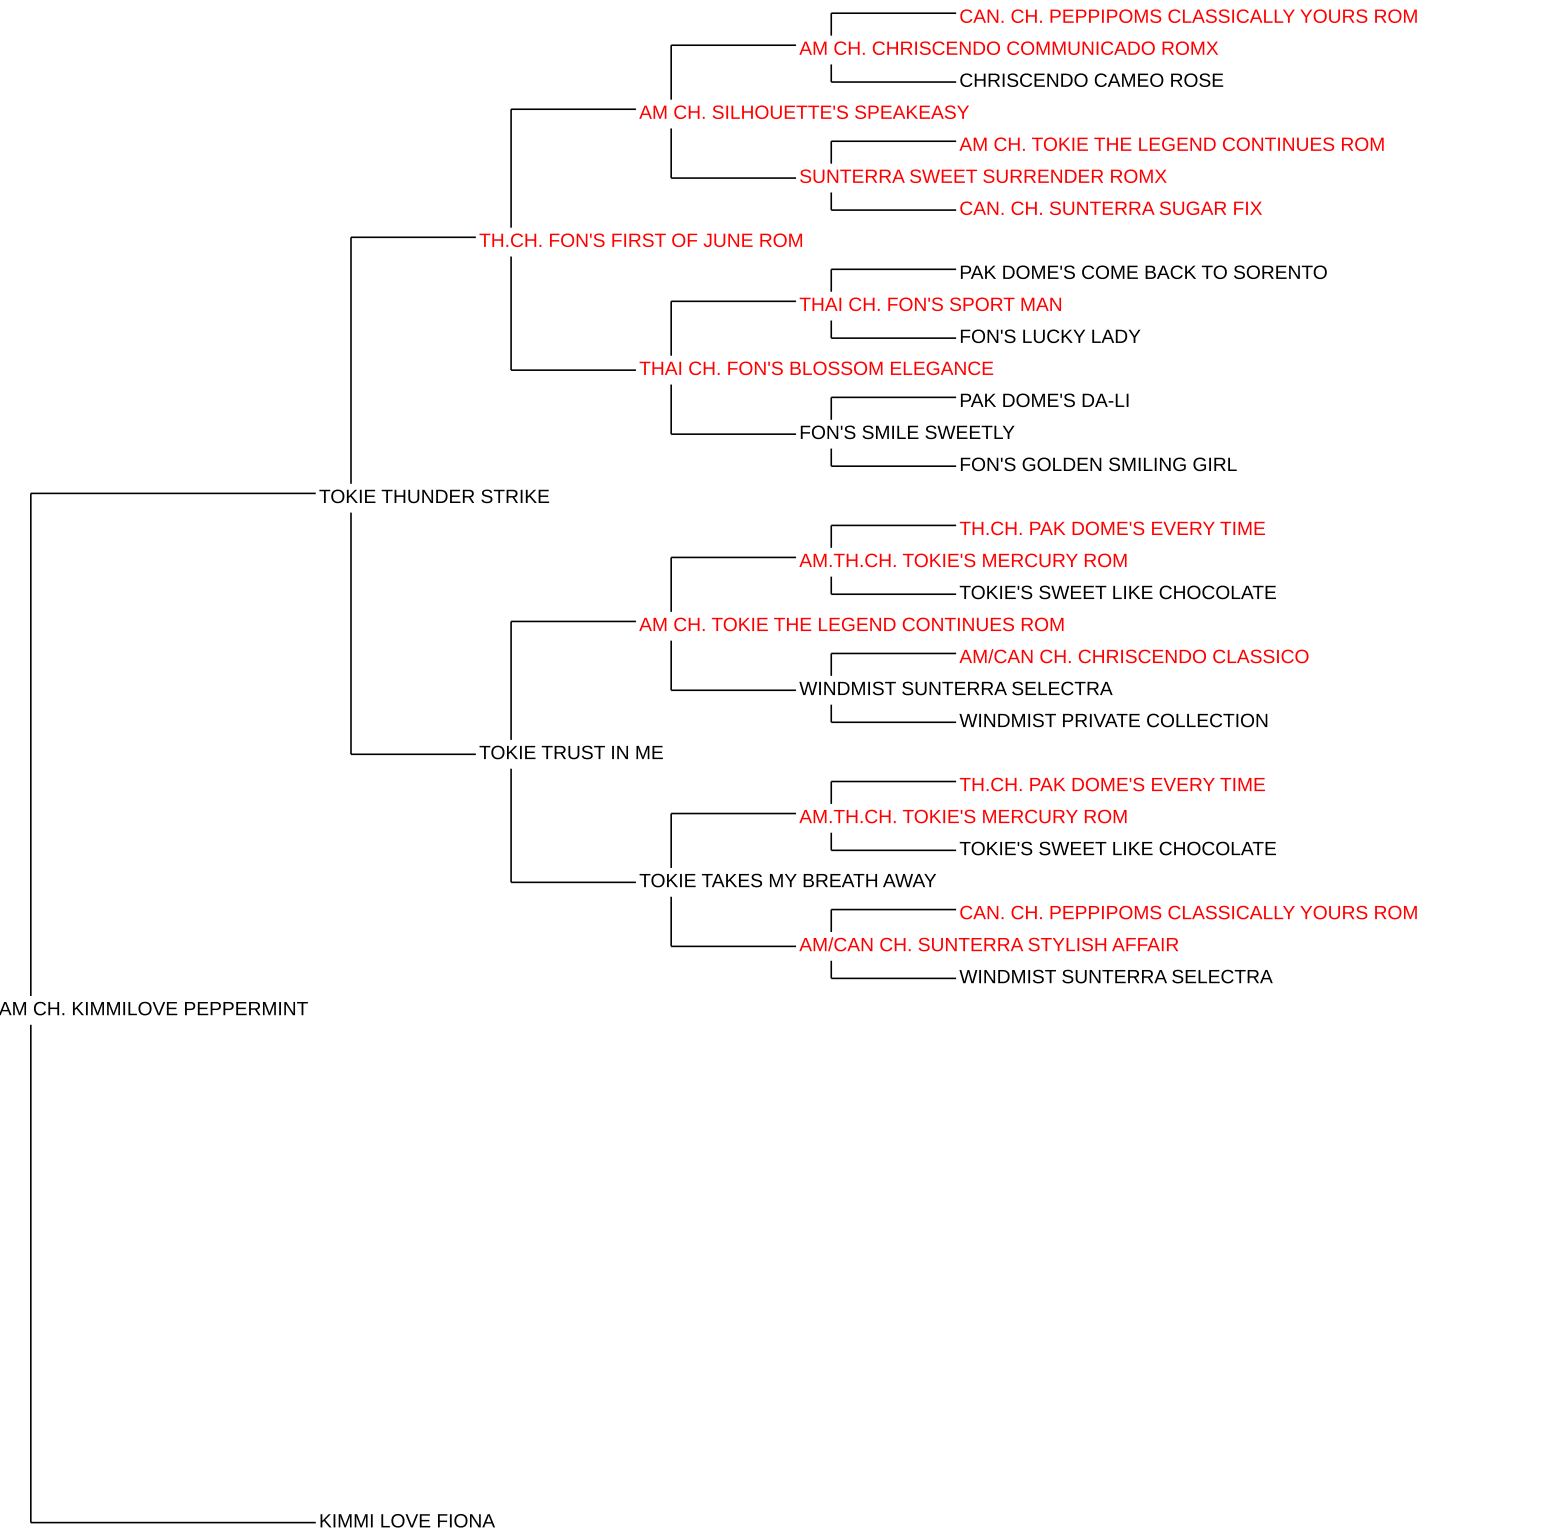 CAN. CH. PEPPIPOMS CLASSICALLY YOURS ROM
AM CH. CHRISCENDO COMMUNICADO ROMX
CHRISCENDO CAMEO ROSE
AM CH. SILHOUETTE'S SPEAKEASY
AM CH. TOKIE THE LEGEND CONTINUES ROM
SUNTERRA SWEET SURRENDER ROMX
CAN. CH. SUNTERRA SUGAR FIX
TH.CH. FON'S FIRST OF JUNE ROM
PAK DOME'S COME BACK TO SORENTO
THAI CH. FON'S SPORT MAN
FON'S LUCKY LADY
THAI CH. FON'S BLOSSOM ELEGANCE
PAK DOME'S DA-LI
FON'S SMILE SWEETLY
FON'S GOLDEN SMILING GIRL
TOKIE THUNDER STRIKE
TH.CH. PAK DOME'S EVERY TIME
AM.TH.CH. TOKIE'S MERCURY ROM
TOKIE'S SWEET LIKE CHOCOLATE
AM CH. TOKIE THE LEGEND CONTINUES ROM
AM/CAN CH. CHRISCENDO CLASSICO
WINDMIST SUNTERRA SELECTRA
WINDMIST PRIVATE COLLECTION
TOKIE TRUST IN ME
TH.CH. PAK DOME'S EVERY TIME
AM.TH.CH. TOKIE'S MERCURY ROM
TOKIE'S SWEET LIKE CHOCOLATE
TOKIE TAKES MY BREATH AWAY
CAN. CH. PEPPIPOMS CLASSICALLY YOURS ROM
AM/CAN CH. SUNTERRA STYLISH AFFAIR
WINDMIST SUNTERRA SELECTRA
AM CH. KIMMILOVE PEPPERMINT
KIMMI LOVE FIONA